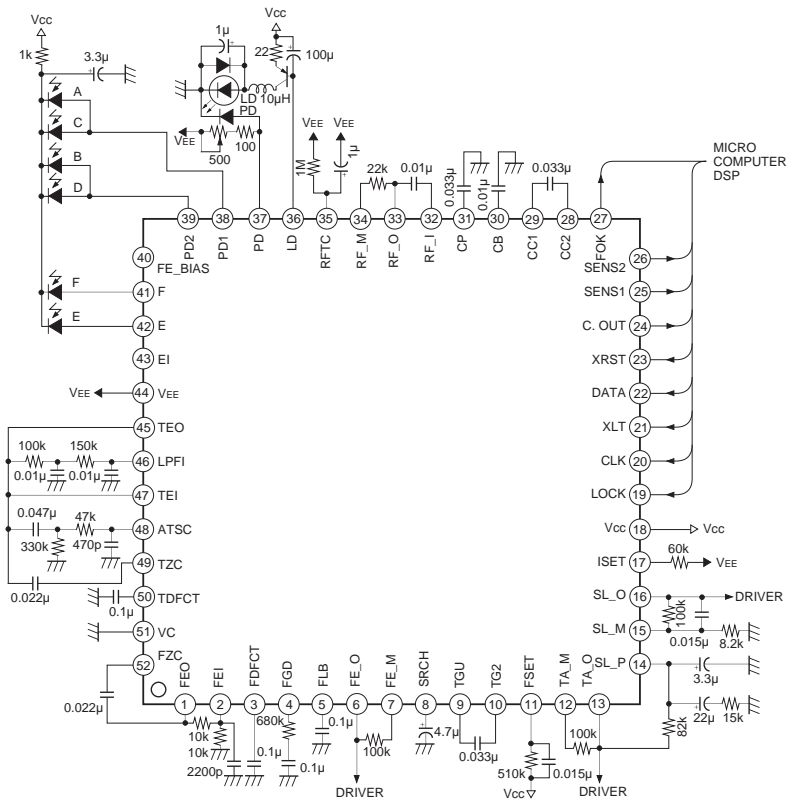 Vcc
1k
3.3µ
A
C
B
D
1µ
LD
PD
10µH
VEE
500
100
Vcc
22
100µ
VEE
VEE
1M
1µ
22k
0.01µ
0.033µ
0.01µ
0.033µ
MICRO
COMPUTER
DSP
39
38
37
36
35
34
33
32
31
30
29
28
27
PD2
PD1
PD
LD
RFTC
RF_M
RF_O
RF_I
CP
CB
CC1
CC2
FOK
40
FE_BIAS
F
41
F
E
42
E
43
EI
VEE
44
VEE
45
TEO
100k
150k
46
LPFI
0.01µ
0.01µ
47
TEI
0.047µ
47k
48
ATSC
330k
470p
49
TZC
0.022µ
50
TDFCT
0.1µ
51
VC
52
FZC
SENS2
26
SENS1
25
C. OUT
24
XRST
23
DATA
22
XLT
21
CLK
20
LOCK
19
Vcc
18
Vcc
ISET
17
60k
VEE
SL_O
16
DRIVER
100k
0.015µ
SL_M
15
8.2k
SL_P
14
3.3µ
22µ
15k
82k
FEO
FEI
FDFCT
FGD
FLB
FE_O
FE_M
SRCH
TGU
TG2
FSET
TA_M
TA_O
1
2
3
4
5
6
7
8
9
10
11
12
13
0.022µ
10k
10k
2200p
0.1µ
680k
0.1µ
0.1µ
100k
DRIVER
4.7µ
0.033µ
510k
0.015µ
Vcc
100k
DRIVER